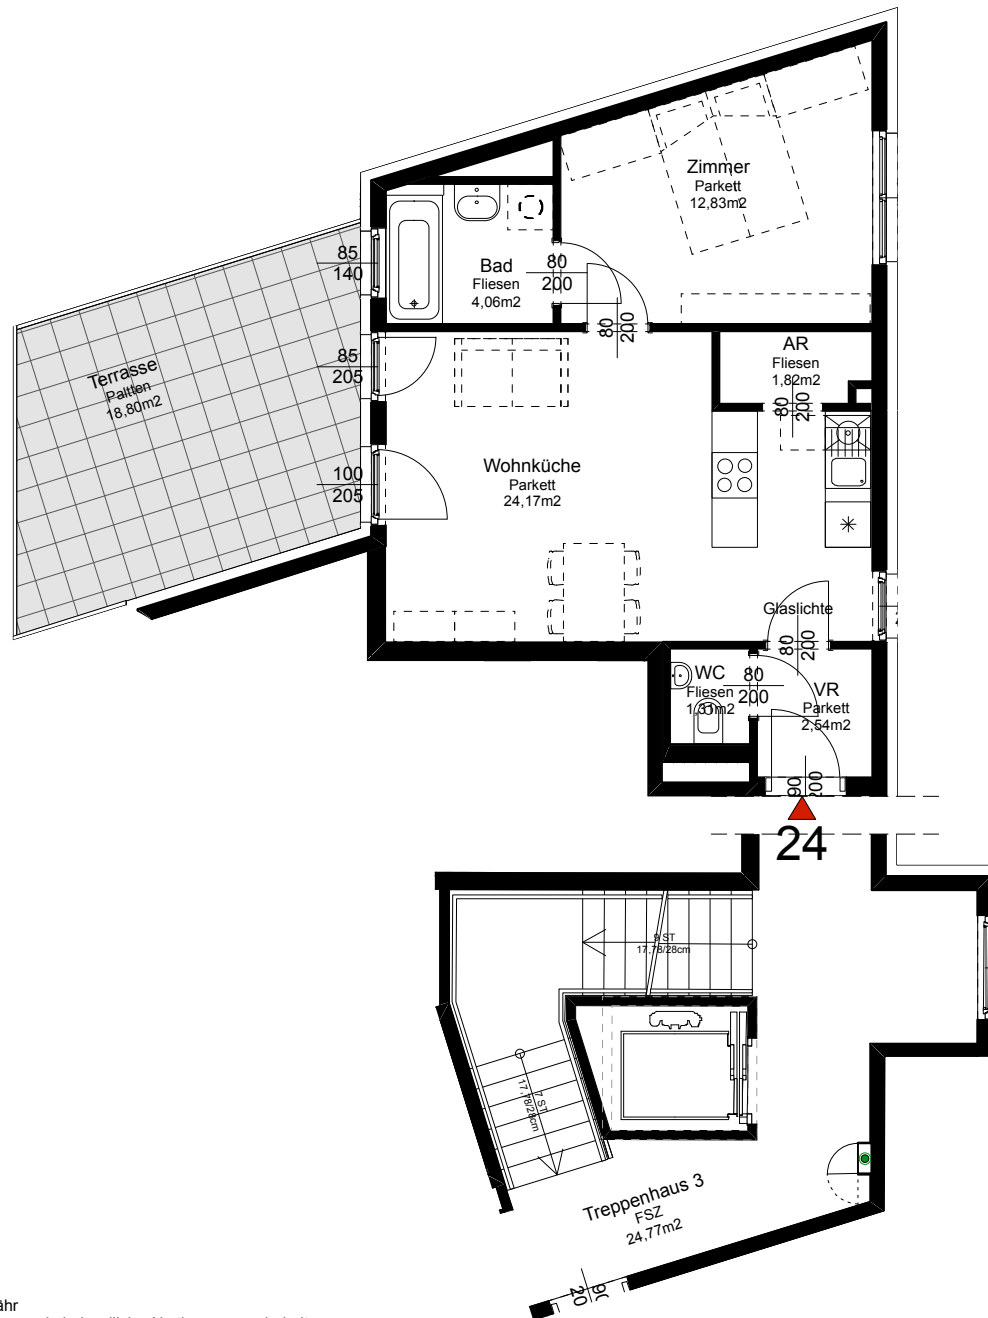 Zimmer
Parkett
12,83m2
85
140
Bad
Fliesen
4,06m2
80
200
80
200
AR
Fliesen
1,82m2
80
200
Terrasse
Paltten
18,80m2
85
205
Wohnküche
Parkett
24,17m2
100
205
Glaslichte
80
200
WC
Fliesen
1,31m2
80
200
VR
Parkett
2,54m2
90
200
24
9 ST
17,78/28cm
7 ST
17,78/28cm
Treppenhaus 3
FSZ
24,77m2
90
20
ähr